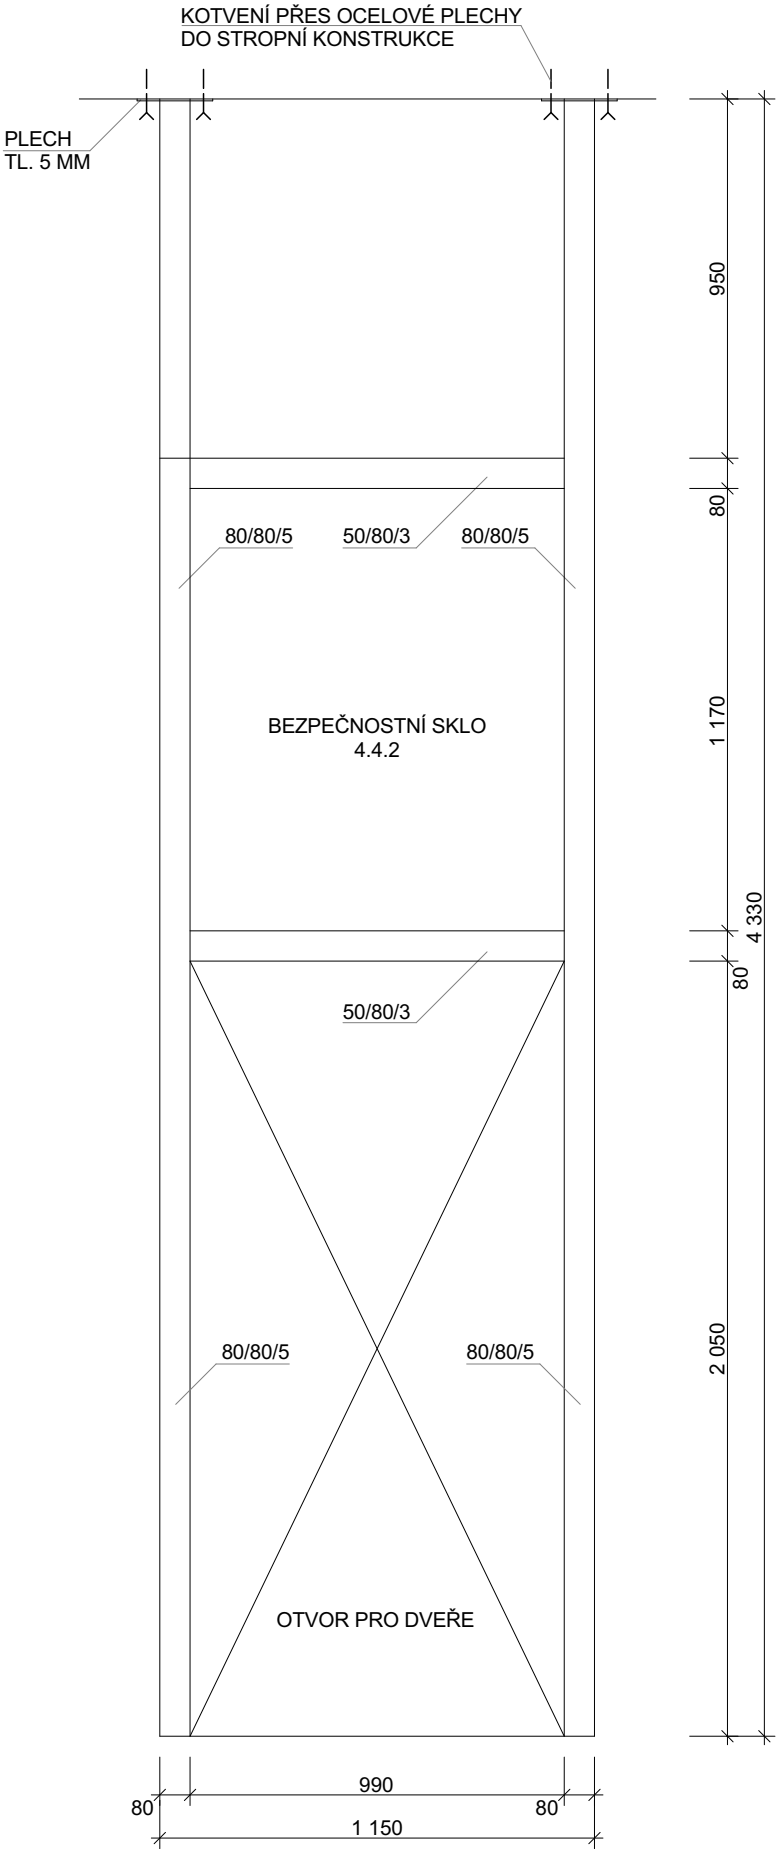 KOTVENÍ PŘES OCELOVÉ PLECHY
DO STROPNÍ KONSTRUKCE
PLECH
TL. 5 MM
950
80
80/80/5
50/80/3
80/80/5
BEZPEČNOSTNÍ SKLO
4.4.2
1 170
4 330
80
50/80/3
80/80/5
80/80/5
2 050
OTVOR PRO DVEŘE
990
80
80
1 150